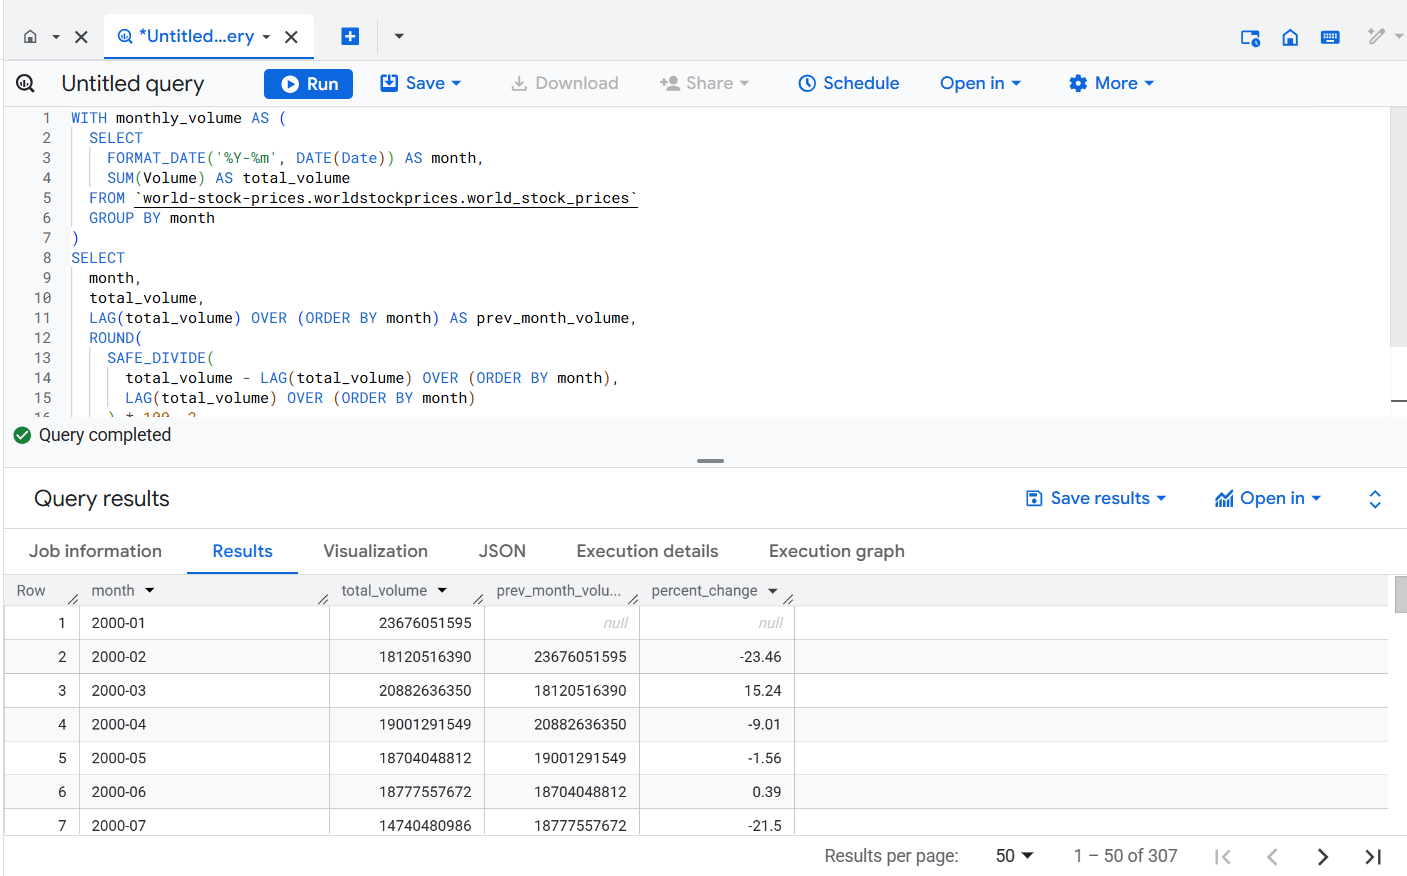 *Untitled...ery
Untitled query Run Save Download Share Schedule Open in More
1 WITH monthly_volume AS (
2 SELECT
3 FORMAT_DATE('%Y-%m', DATE(Date)) AS month,
4 SUM(Volume) AS total_volume
5 FROM `world-stock-prices.worldstockprices.world_stock_prices`
6 GROUP BY month
7 )
8 SELECT
9 month,
10 total_volume,
11 LAG(total_volume) OVER (ORDER BY month) AS prev_month_volume,
12 ROUND(
13 SAFE_DIVIDE(
14 total_volume - LAG(total_volume) OVER (ORDER BY month),
15 LAG(total_volume) OVER (ORDER BY month)
16 ) * 100, 2
Query completed
Query results Save results Open in
Job information Results Visualization JSON Execution details Execution graph
Row month total_volume prev_month_volu... percent_change
1 2000-01 23676051595 null null
2 2000-02 18120516390 23676051595 -23.46
3 2000-03 20882636350 18120516390 15.24
4 2000-04 19001291549 20882636350 -9.01
5 2000-05 18704048812 19001291549 -1.56
6 2000-06 18777557672 18704048812 0.39
7 2000-07 14740480986 18777557672 -21.5
Results per page: 50 1 – 50 of 307